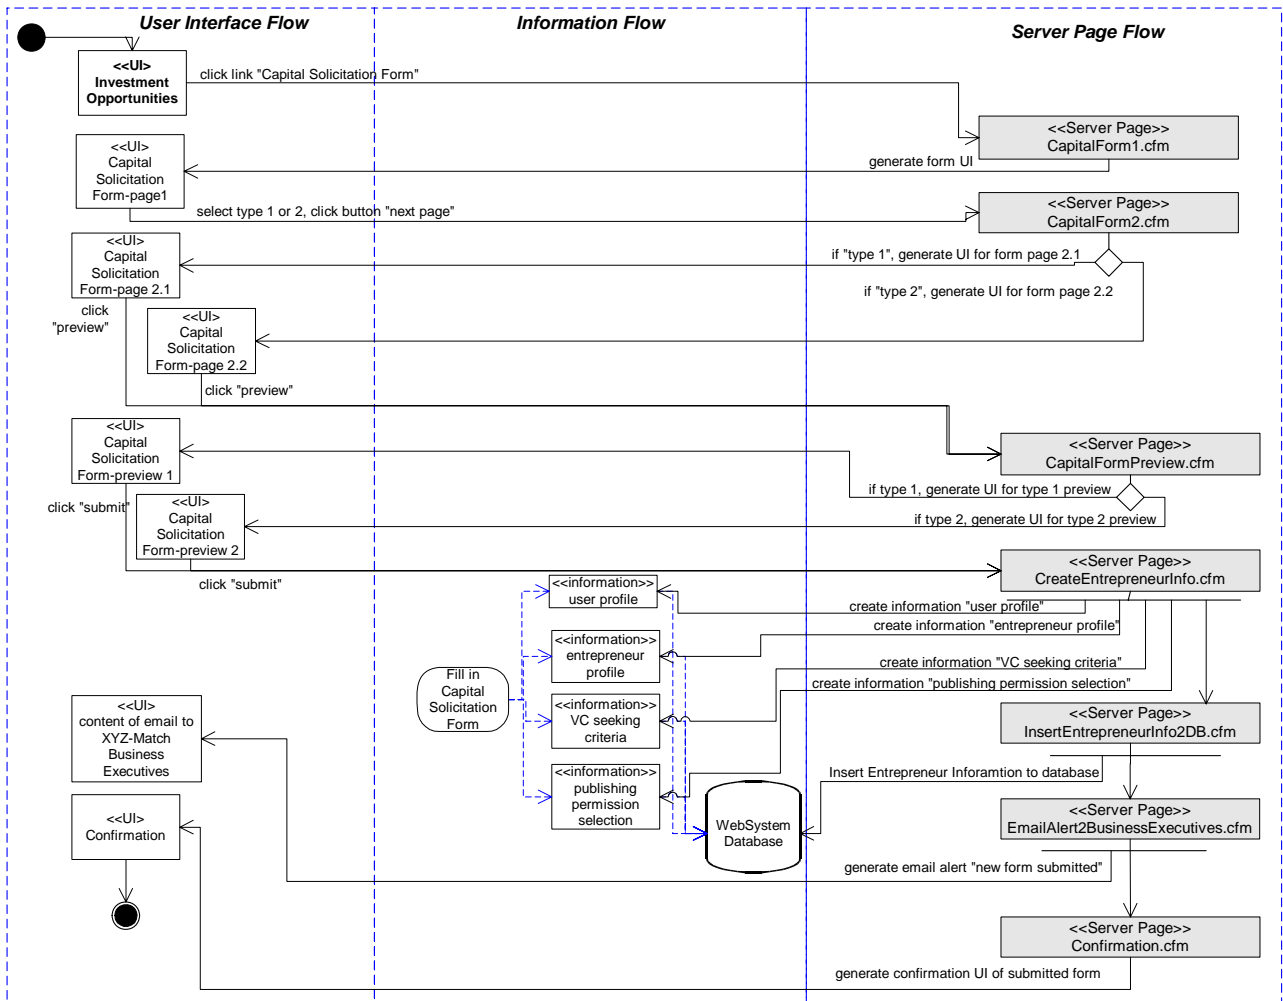 User Interface Flow
Information Flow
Server Page Flow
<<UI>
Investment
Opportunities
click link "Capital Solicitation Form"
<<Server Page>>
CapitalForm1.cfm
generate form UI
<<UI>
Capital
Solicitation
Form-page1
select type 1 or 2, click button "next page"
<<Server Page>>
CapitalForm2.cfm
<<UI>
Capital
Solicitation
Form-page 2.1
if "type 1", generate UI for form page 2.1
if "type 2", generate UI for form page 2.2
click
"preview"
<<UI>
Capital
Solicitation
Form-page 2.2
click "preview"
<<UI>
Capital
Solicitation
Form-preview 1
<<Server Page>>
CapitalFormPreview.cfm
if type 1, generate UI for type 1 preview
click "submit"
<<UI>
Capital
Solicitation
Form-preview 2
if type 2, generate UI for type 2 preview
<<Server Page>>
CreateEntrepreneurInfo.cfm
click "submit"
<<information>>
user profile
create information "user profile"
create information "entrepreneur profile"
<<information>>
entrepreneur
profile
create information "VC seeking criteria"
create information "publishing permission selection"
Fill in
Capital
Solicitation
Form
<<information>>
VC seeking
criteria
<<UI>
content of email to
XYZ-Match
Business
Executives
<<Server Page>>
InsertEntrepreneurInfo2DB.cfm
<<information>>
publishing
permission
selection
Insert Entrepreneur Inforamtion to database
WebSystem
Database
<<UI>
Confirmation
<<Server Page>>
EmailAlert2BusinessExecutives.cfm
generate email alert "new form submitted"
<<Server Page>>
Confirmation.cfm
generate confirmation UI of submitted form